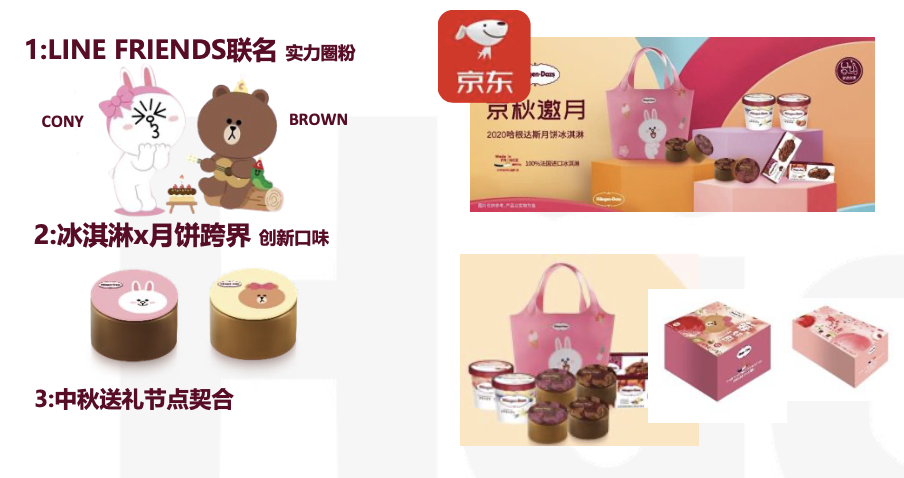 1:LINE FRIENDS联名 实力圈粉
CONY
BROWN
2:冰淇淋x月饼跨界 创新口味
3:中秋送礼节点契合
京东
Häagen-Dazs
京秋邀月
2020哈根达斯月饼冰淇淋
100%法国进口冰淇淋
Häagen-Dazs